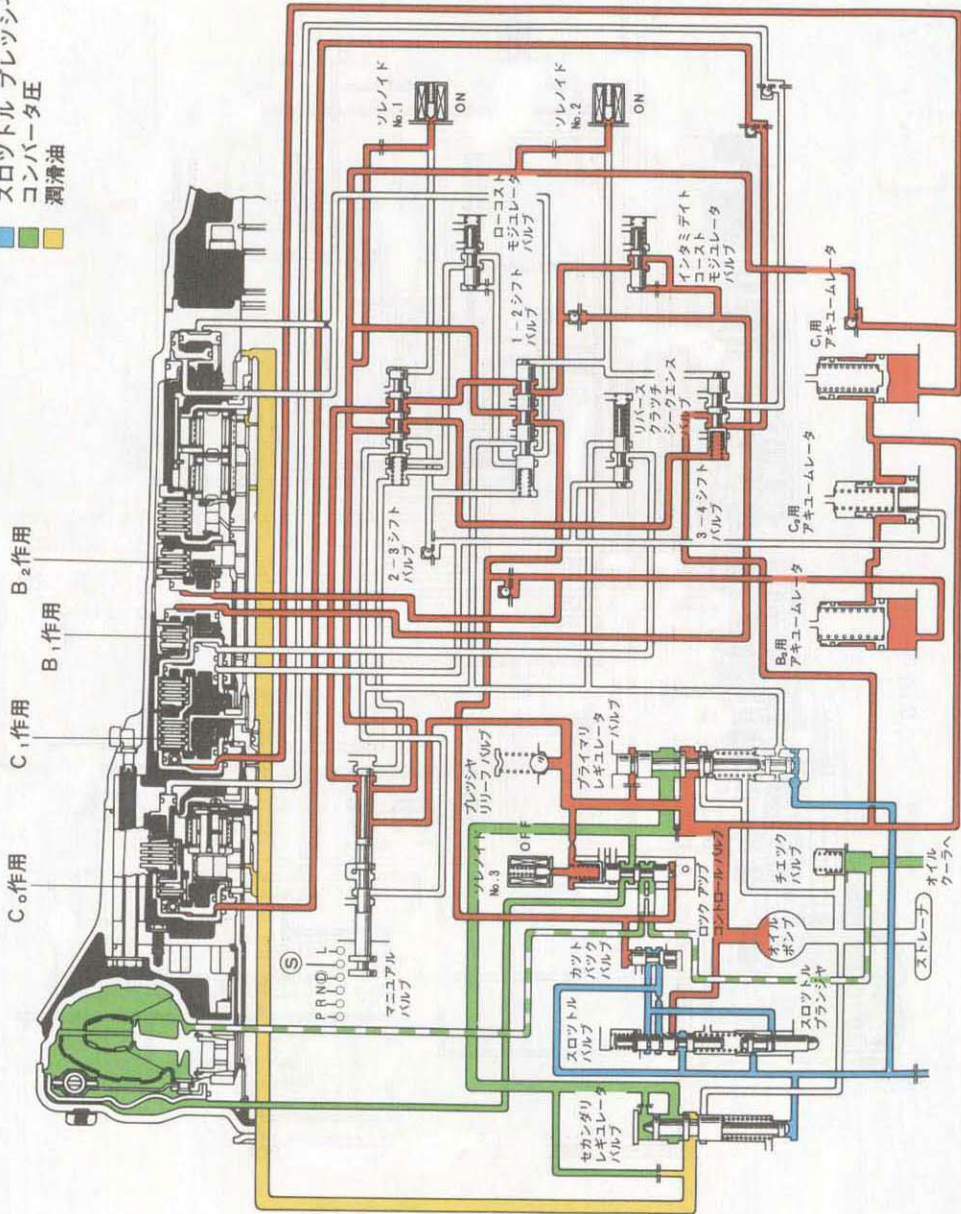 スロットル プレッシャ
コンバータ圧
潤滑油
C₀作用
C₁作用
B₁作用
B₂作用
ソレノイド
No.1
ON
ソレノイド
No.2
ON
ローコースト
モジュレータ
バルブ
1-2シフト
バルブ
インタミデイト
コースト
モジュレータ
バルブ
2-3シフト
バルブ
リバース
クラッチ
シークエンス
バルブ
3-4シフト
バルブ
C₁用
アキュームレータ
アキュームレータ
B₂用
アキュームレータ
Ⓢ
P R N D
L
マニュアル
バルブ
プレッシャ
リリーフ バルブ
プライマリ
レギュレータ
バルブ
ソレノイド
No.3
OFF
ロックアップ
コントロールバルブ
チェック
バルブ
オイル
クーラへ
オイル
ポンプ
ストレーナ
カット
バック
バルブ
スロットル
バルブ
スロットル
プランジャ
セカンダリ
レギュレータ
バルブ